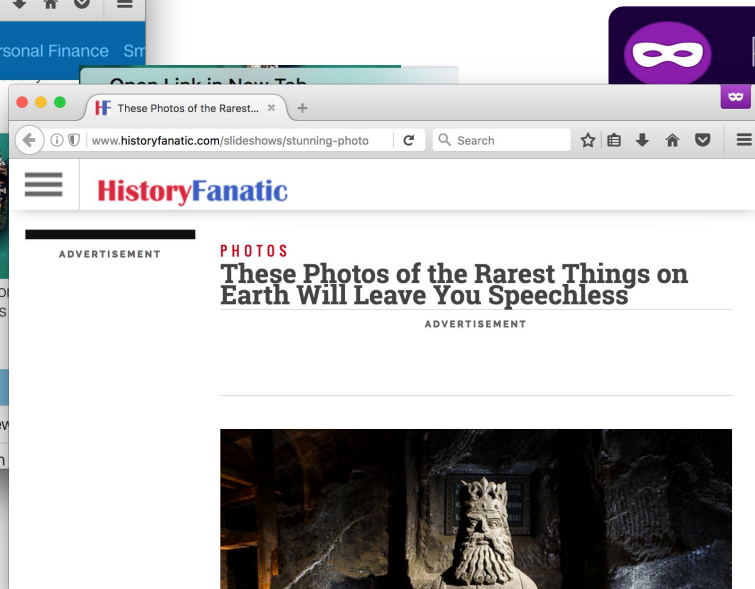 rsonal Finance Sm
Open Link in New Tab
These Photos of the Rarest...
www.historyfanatic.com/slideshows/stunning-photo
Search
HistoryFanatic
ADVERTISEMENT
PHOTOS
These Photos of the Rarest Things on
Earth Will Leave You Speechless
ADVERTISEMENT